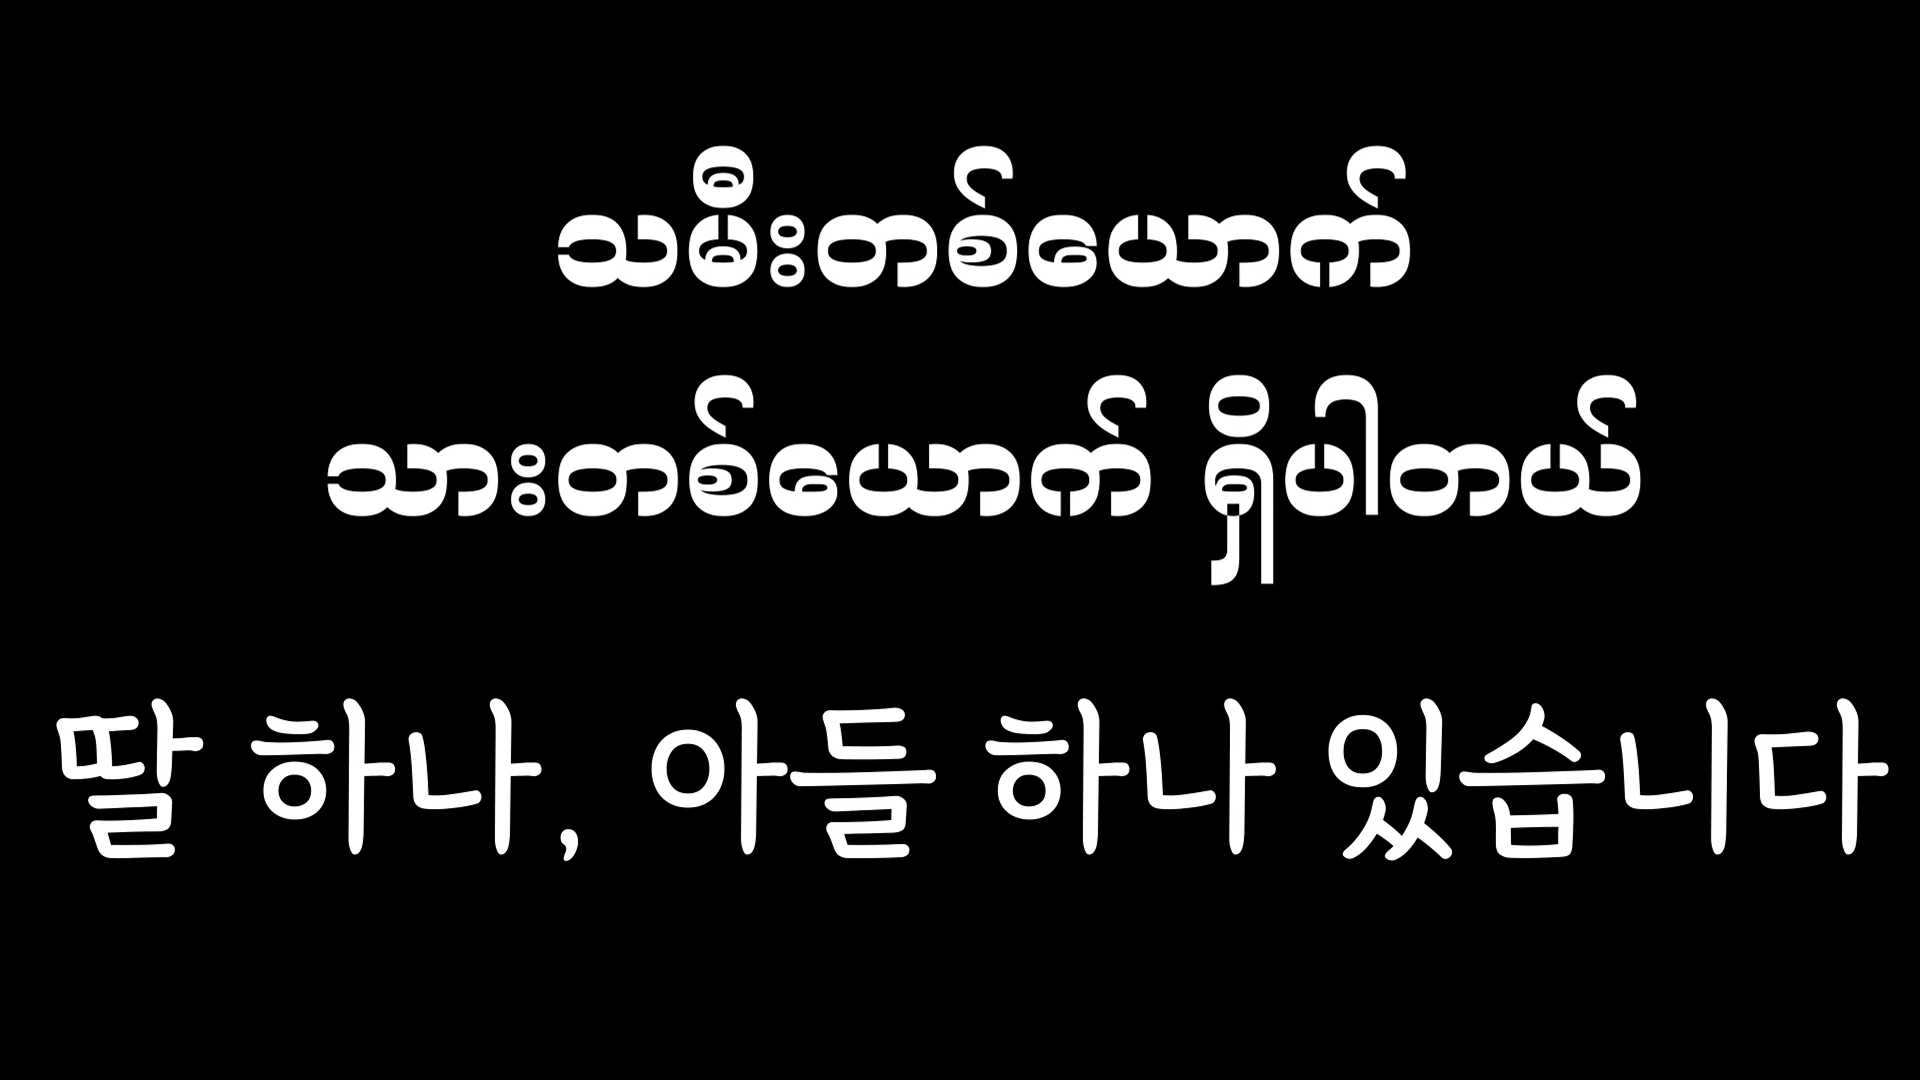 သမီးတစ်ယောက်
သားတစ်ယောက် ရှိပါတယ်
딸 하나, 아들 하나 있습니다